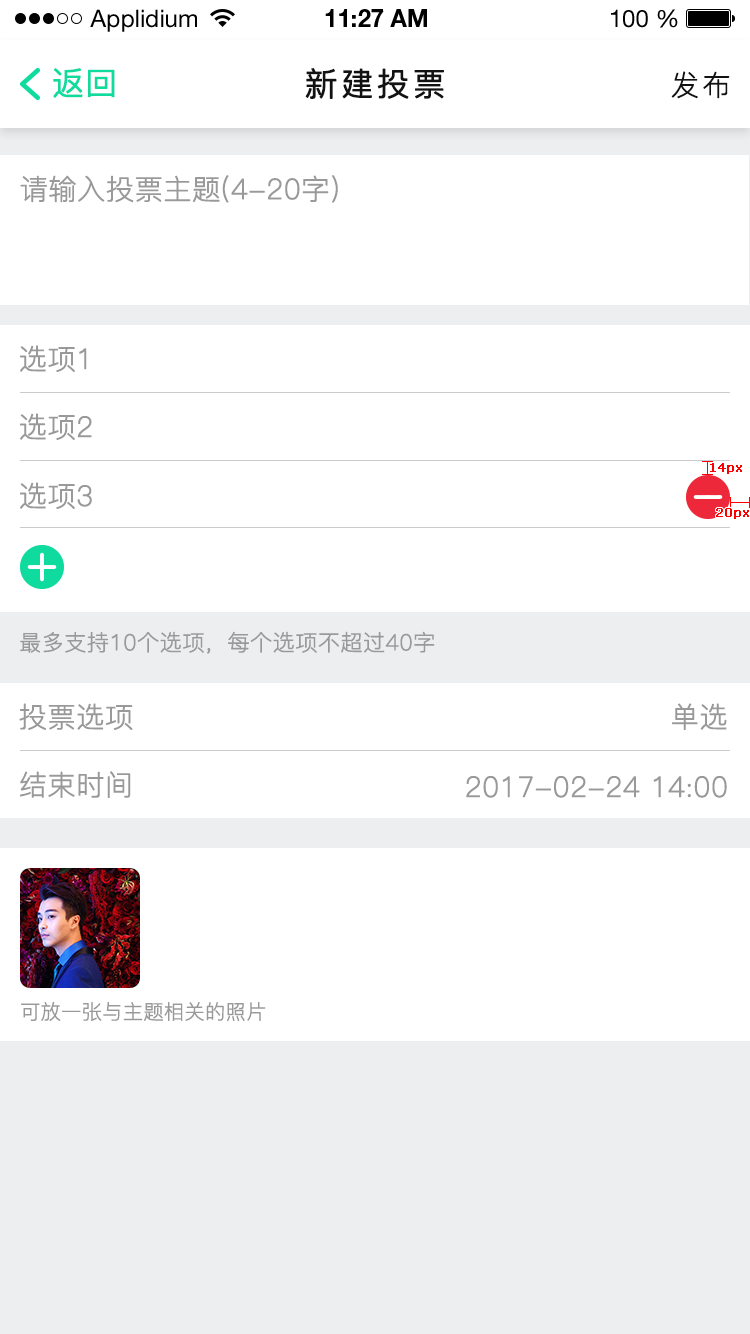 Applidium 11:27 AM 100 %
返回 新建投票 发布
请输入投票主题(4-20字)
选项1
选项2
14px
选项3
20px
最多支持10个选项，每个选项不超过40字
投票选项 单选
结束时间 2017-02-24 14:00
可放一张与主题相关的照片